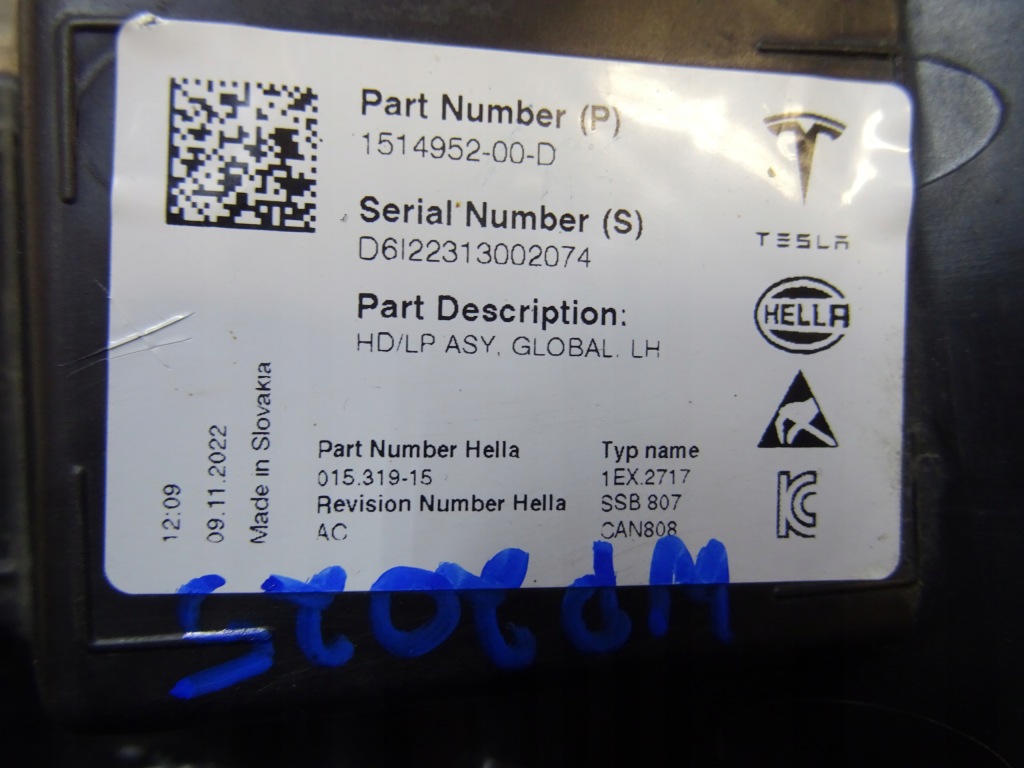 Part Number (P)
1514952-00-D
Serial Number (S)
D6I22313002074
Part Description:
HD/LP ASY, GLOBAL, LH
TESLA
HELLA
12:09
09.11.2022
Made in Slovakia
Part Number Hella
015.319-15
Revision Number Hella
AC
Typ name
1EX.2717
SSB 807
CAN808
WP2025